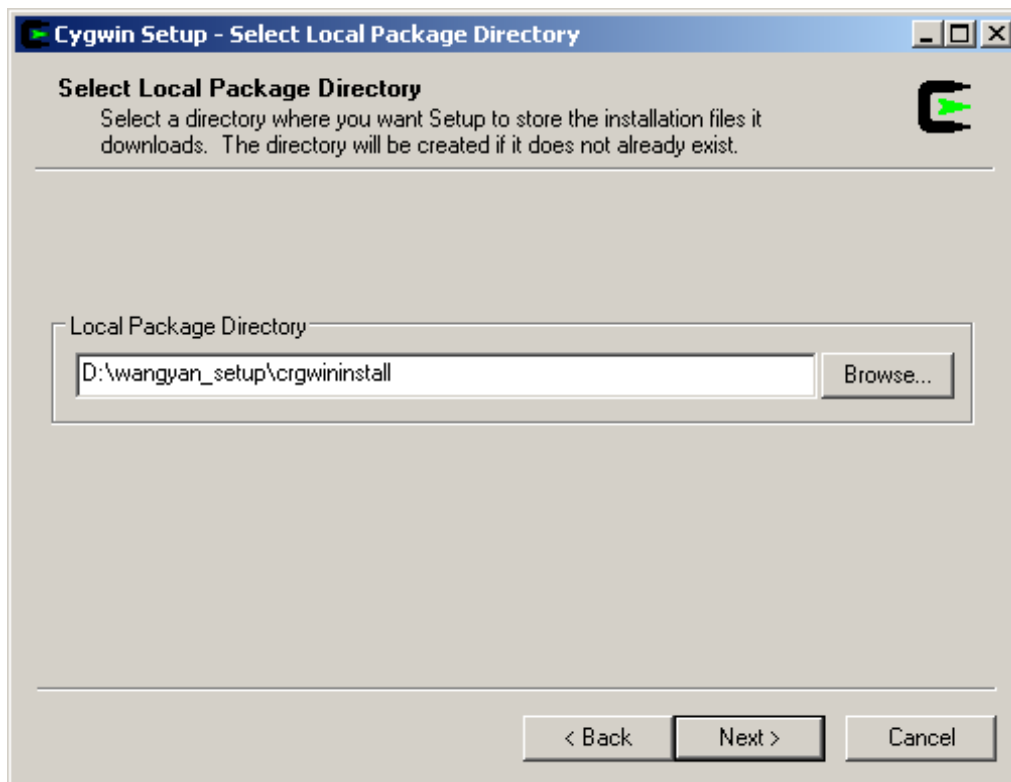 Cygwin Setup - Select Local Package Directory
Select Local Package Directory
Select a directory where you want Setup to store the installation files it
downloads. The directory will be created if it does not already exist.
Local Package Directory
D:\wangyan_setup\crgwininstall
Browse...
< Back
Next >
Cancel